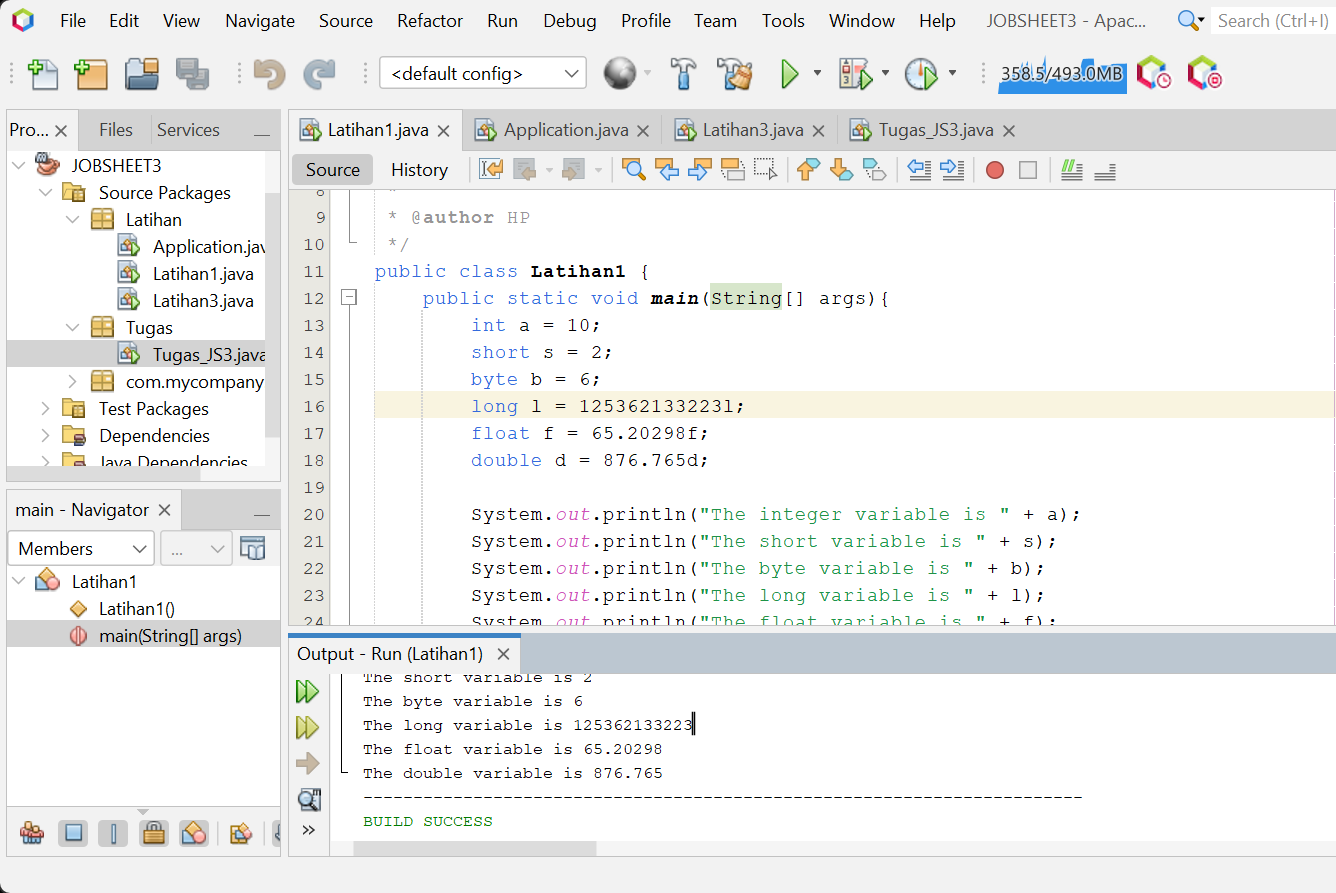 File Edit View Navigate Source Refactor Run Debug Profile Team Tools Window Help JOBSHEET3 - Apac... Search (Ctrl+I)
<default config> 358.5/493.0MB
Pro... Files Services
JOBSHEET3
Source Packages
Latihan
Application.jav
Latihan1.java
Latihan3.java
Tugas
Tugas_JS3.java
com.mycompany
Test Packages
Dependencies
Java Dependencies
main - Navigator
Members ...
Latihan1
Latihan1()
main(String[] args)
Latihan1.java Application.java Latihan3.java Tugas_JS3.java
Source History
8 *
9 * @author HP
10 */
11 public class Latihan1 {
12 public static void main(String[] args){
13 int a = 10;
14 short s = 2;
15 byte b = 6;
16 long l = 125362133223l;
17 float f = 65.20298f;
18 double d = 876.765d;
19
20 System.out.println("The integer variable is " + a);
21 System.out.println("The short variable is " + s);
22 System.out.println("The byte variable is " + b);
23 System.out.println("The long variable is " + l);
24 System.out.println("The float variable is " + f);
Output - Run (Latihan1)
The short variable is 2
The byte variable is 6
The long variable is 125362133223
The float variable is 65.20298
The double variable is 876.765
------------------------------------------------------------------------
BUILD SUCCESS